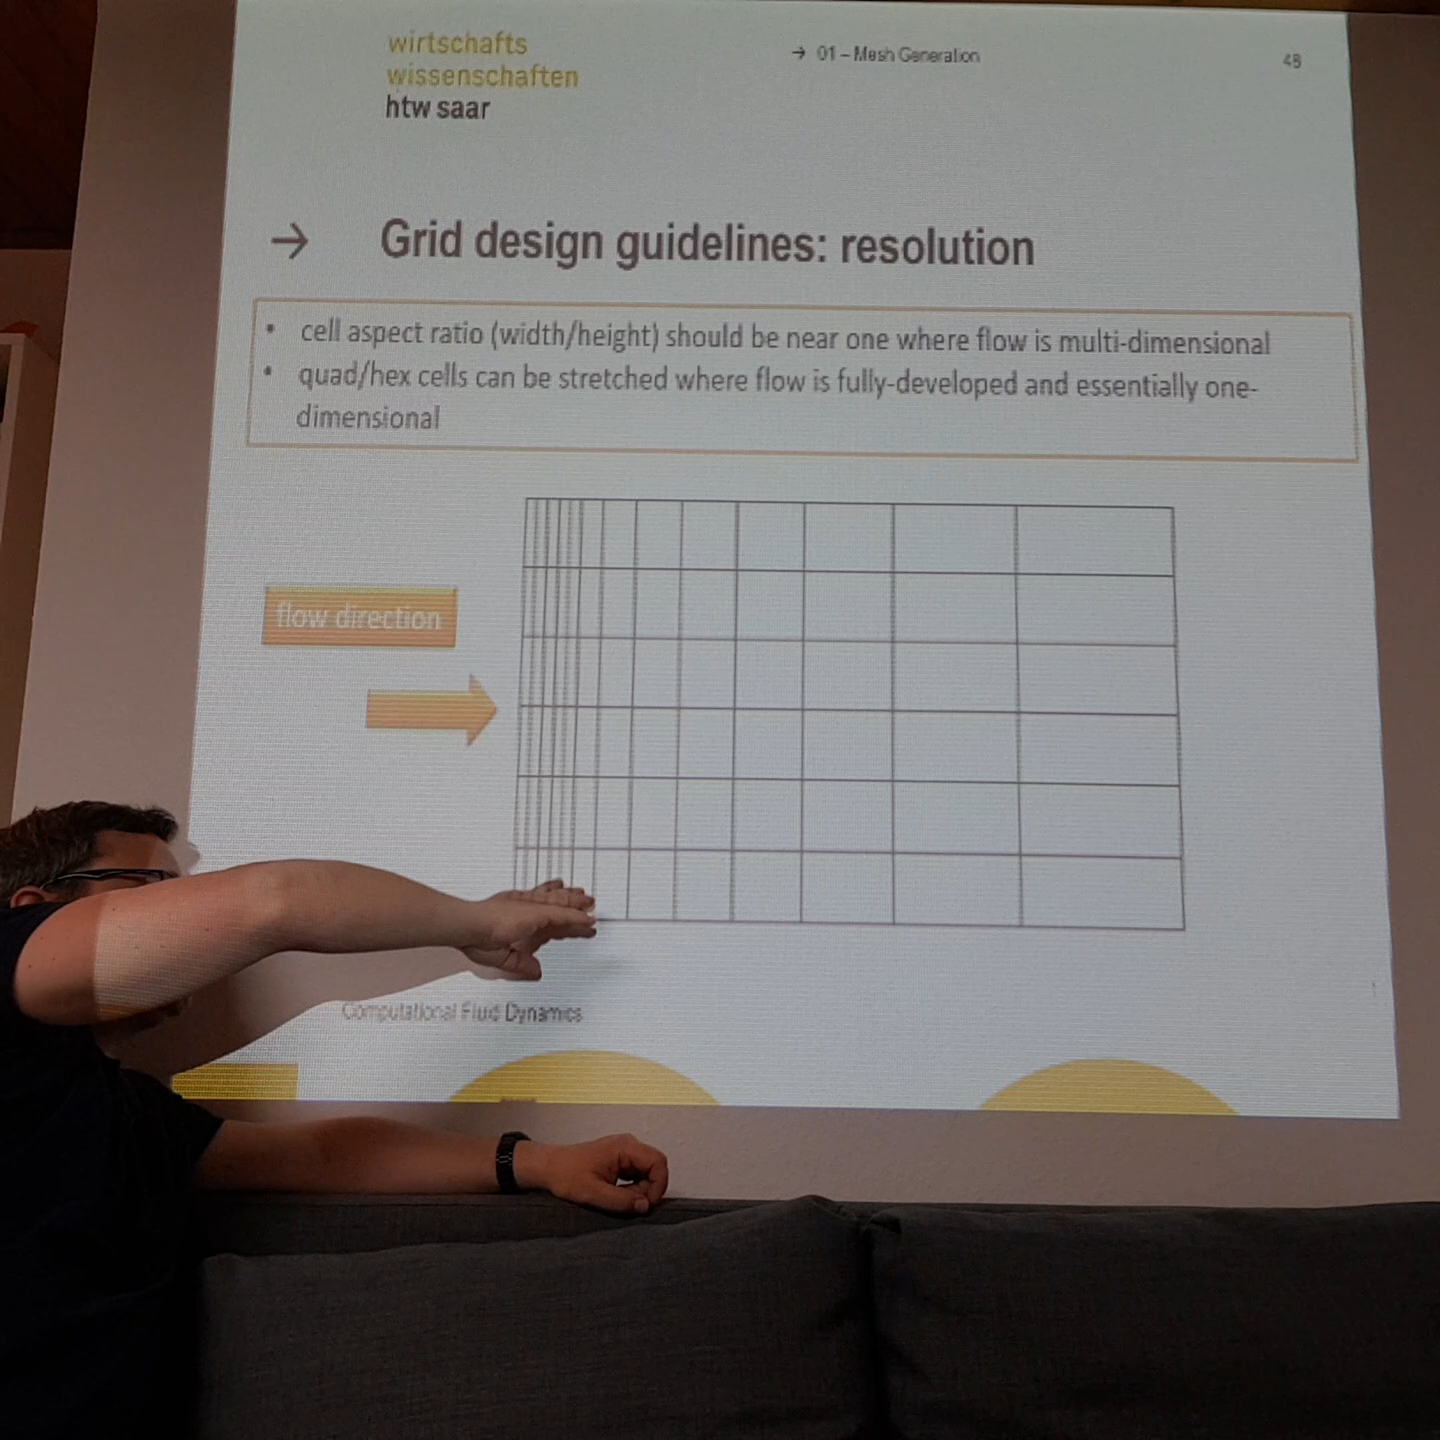 wirtschafts
wissenschaften
htw saar
→ 01 – Mesh Generation
48
→ Grid design guidelines: resolution
• cell aspect ratio (width/height) should be near one where flow is multi-dimensional
• quad/hex cells can be stretched where flow is fully-developed and essentially one-
dimensional
flow direction
Computational Fluid Dynamics